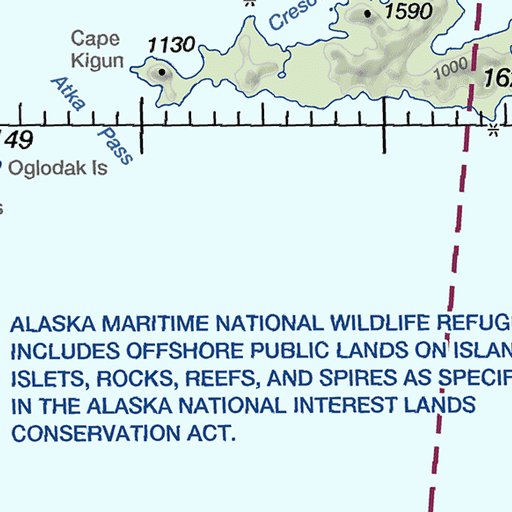 Cresc
1590
Cape
Kigun
1130
1000
162
Atka
Pass
49
Oglodak Is
s
ALASKA MARITIME NATIONAL WILDLIFE REFUG
INCLUDES OFFSHORE PUBLIC LANDS ON ISLAN
ISLETS, ROCKS, REEFS, AND SPIRES AS SPECIF
IN THE ALASKA NATIONAL INTEREST LANDS
CONSERVATION ACT.